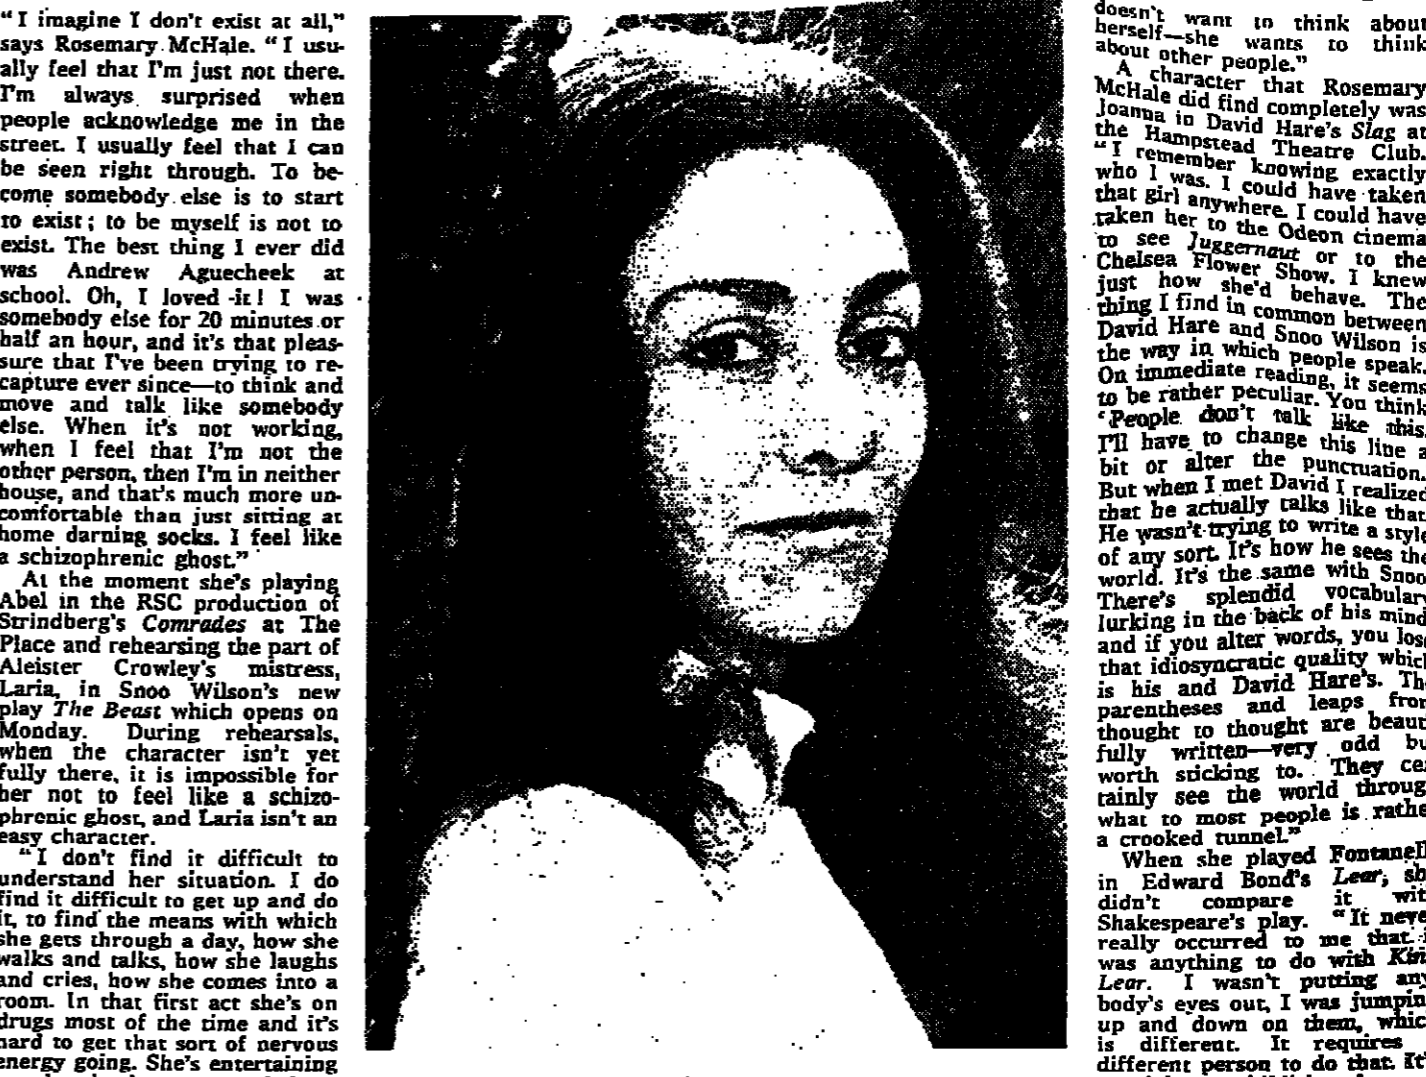 “I imagine I don't exist at all,”
says Rosemary McHale. “I usu-
ally feel that I'm just not there.
I'm always surprised when
people acknowledge me in the
street. I usually feel that I can
be seen right through. To be-
come somebody else is to start
to exist; to be myself is not to
exist. The best thing I ever did
was Andrew Aguecheek at
school. Oh, I loved it! I was
somebody else for 20 minutes or
half an hour, and it's that pleas-
sure that I've been trying to re-
capture ever since—to think and
move and talk like somebody
else. When it's not working,
when I feel that I'm not the
other person, then I'm in neither
house, and that's much more un-
comfortable than just sitting at
home darning socks. I feel like
a schizophrenic ghost.”
At the moment she's playing
Abel in the RSC production of
Strindberg's Comrades at The
Place and rehearsing the part of
Aleister Crowley's mistress,
Laria, in Snoo Wilson's new
play The Beast which opens on
Monday. During rehearsals,
when the character isn't yet
fully there, it is impossible for
her not to feel like a schizo-
phrenic ghost, and Laria isn't an
easy character.
“I don't find it difficult to
understand her situation. I do
find it difficult to get up and do
it, to find the means with which
she gets through a day, how she
walks and talks, how she laughs
and cries, how she comes into a
room. In that first act she's on
drugs most of the time and it's
hard to get that sort of nervous
energy going. She's entertaining
doesn't want to think about
herself—she wants to think
about other people.”
A character that Rosemary
McHale did find completely was
Joanna in David Hare's Slag at
the Hampstead Theatre Club.
“I remember knowing exactly
who I was. I could have taken
that girl anywhere. I could have
taken her to the Odeon cinema
to see Juggernaut or to the
Chelsea Flower Show. I knew
just how she'd behave. The
thing I find in common between
David Hare and Snoo Wilson is
the way in which people speak.
On immediate reading, it seems
to be rather peculiar. You think
‘People don't talk like this.
I'll have to change this line a
bit or alter the punctuation.
But when I met David I realized
that he actually talks like that.
He wasn't trying to write a style
of any sort. It's how he sees the
world. It's the same with Snoo.
There's splendid vocabulary
lurking in the back of his mind
and if you alter words, you lose
that idiosyncratic quality which
is his and David Hare's. The
parentheses and leaps from
thought to thought are beauti
fully written—very odd but
worth sticking to. They cer
tainly see the world through
what to most people is rather
a crooked tunnel.”
When she played Fontanell
in Edward Bond's Lear, she
didn't compare it with
Shakespeare's play. “It never
really occurred to me that it
was anything to do with King
Lear. I wasn't putting any
body's eyes out, I was jumping
up and down on them, which
is different. It requires
different person to do that. It's